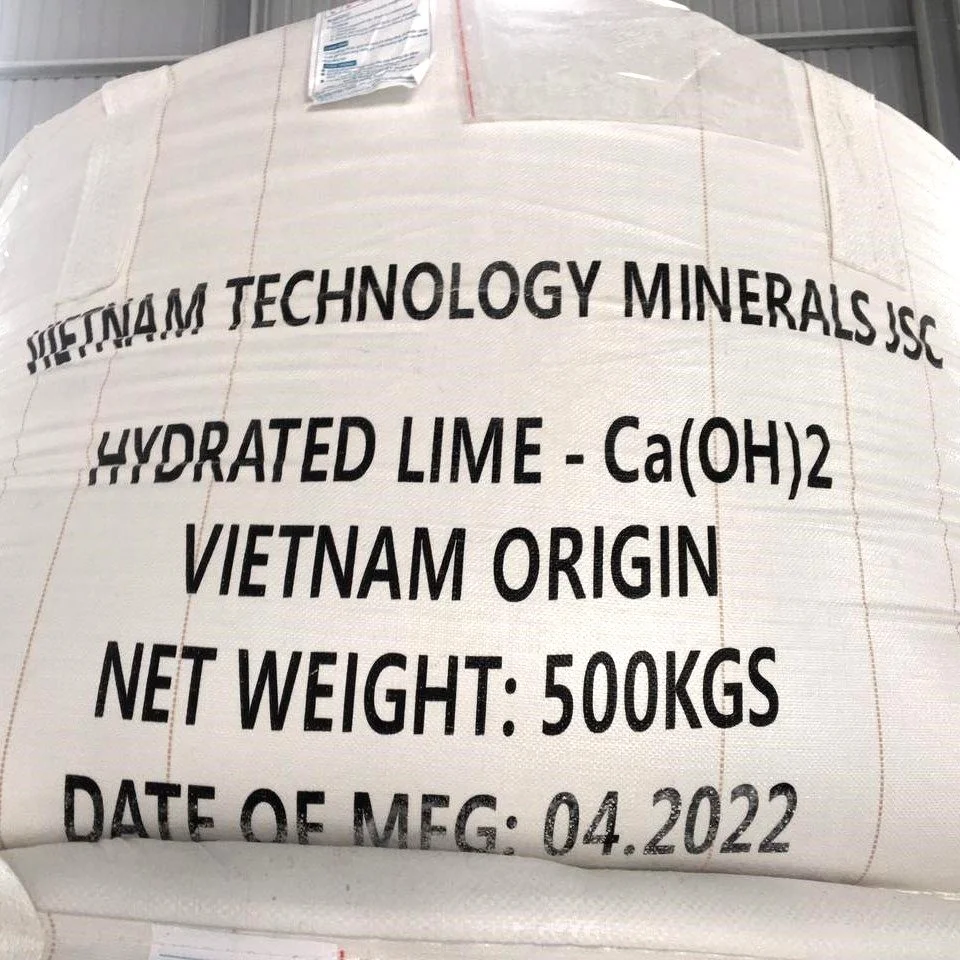 VIETNAM TECHNOLOGY MINERALS JSC
HYDRATED LIME - Ca(OH)2
VIETNAM ORIGIN
NET WEIGHT: 500KGS
DATE OF MFG: 04.2022